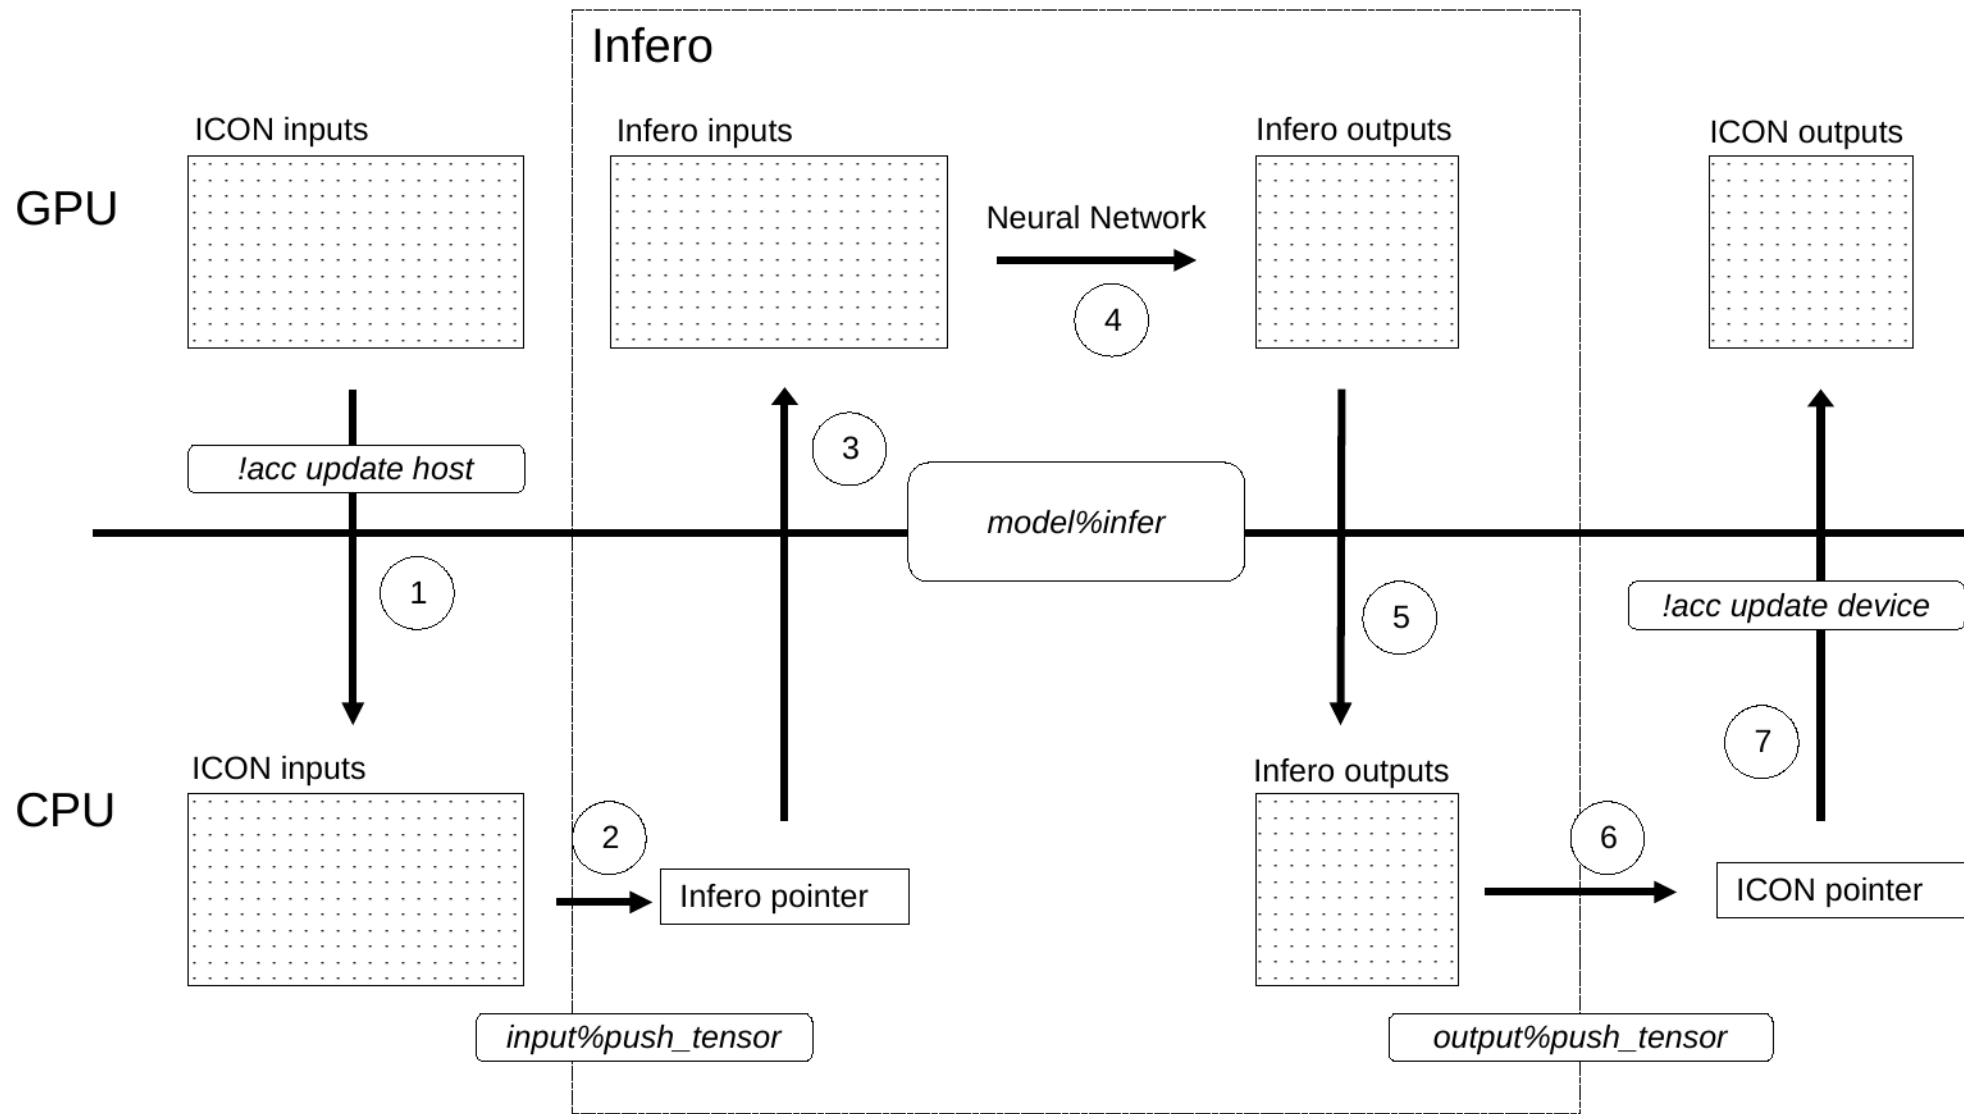 Infero
ICON inputs
Infero inputs
Infero outputs
ICON outputs
GPU
Neural Network
4
3
!acc update host
model%infer
1
5
!acc update device
7
ICON inputs
Infero outputs
CPU
2
6
Infero pointer
ICON pointer
input%push_tensor
output%push_tensor